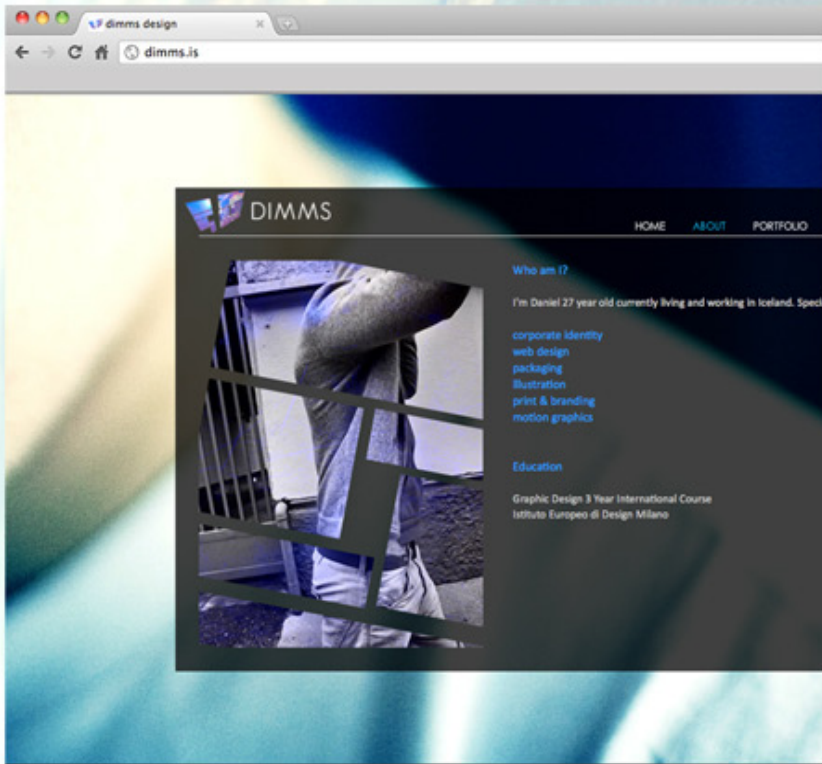 dimms design
dimms.is
DIMMS
HOME ABOUT PORTFOLIO
Who am I?
I'm Daniel 27 year old currently living and working in Iceland. Speci
corporate identity
web design
packaging
illustration
print & branding
motion graphics
Education
Graphic Design 3 Year International Course
Istituto Europeo di Design Milano